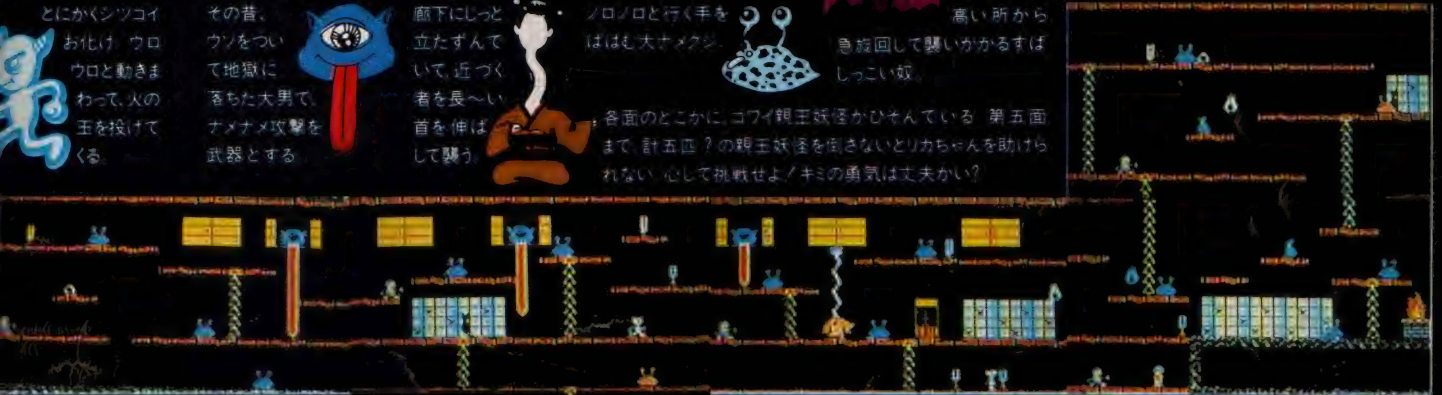 とにかくシツコイ
お化け。ウロ
ウロと動きま
わって、火の
玉を投げて
くる。
その昔、
ウソをつい
て地獄に
落ちた大男で、
ナメナメ攻撃を
武器とする
廊下にじっと
立たずんで
いて、近づく
者を長〜い
首を伸ば
して襲う。
ノロノロと行く手を
はばむ大ナメクジ。
高い所から
急旋回して襲いかかるすば
しっこい奴。
各面のどこかに、コワイ親王妖怪がひそんでいる 第五面
まで、計五匹?の親王妖怪を倒さないとリカちゃんを助けら
れない 心して挑戦せよ!キミの勇気は丈夫かい?